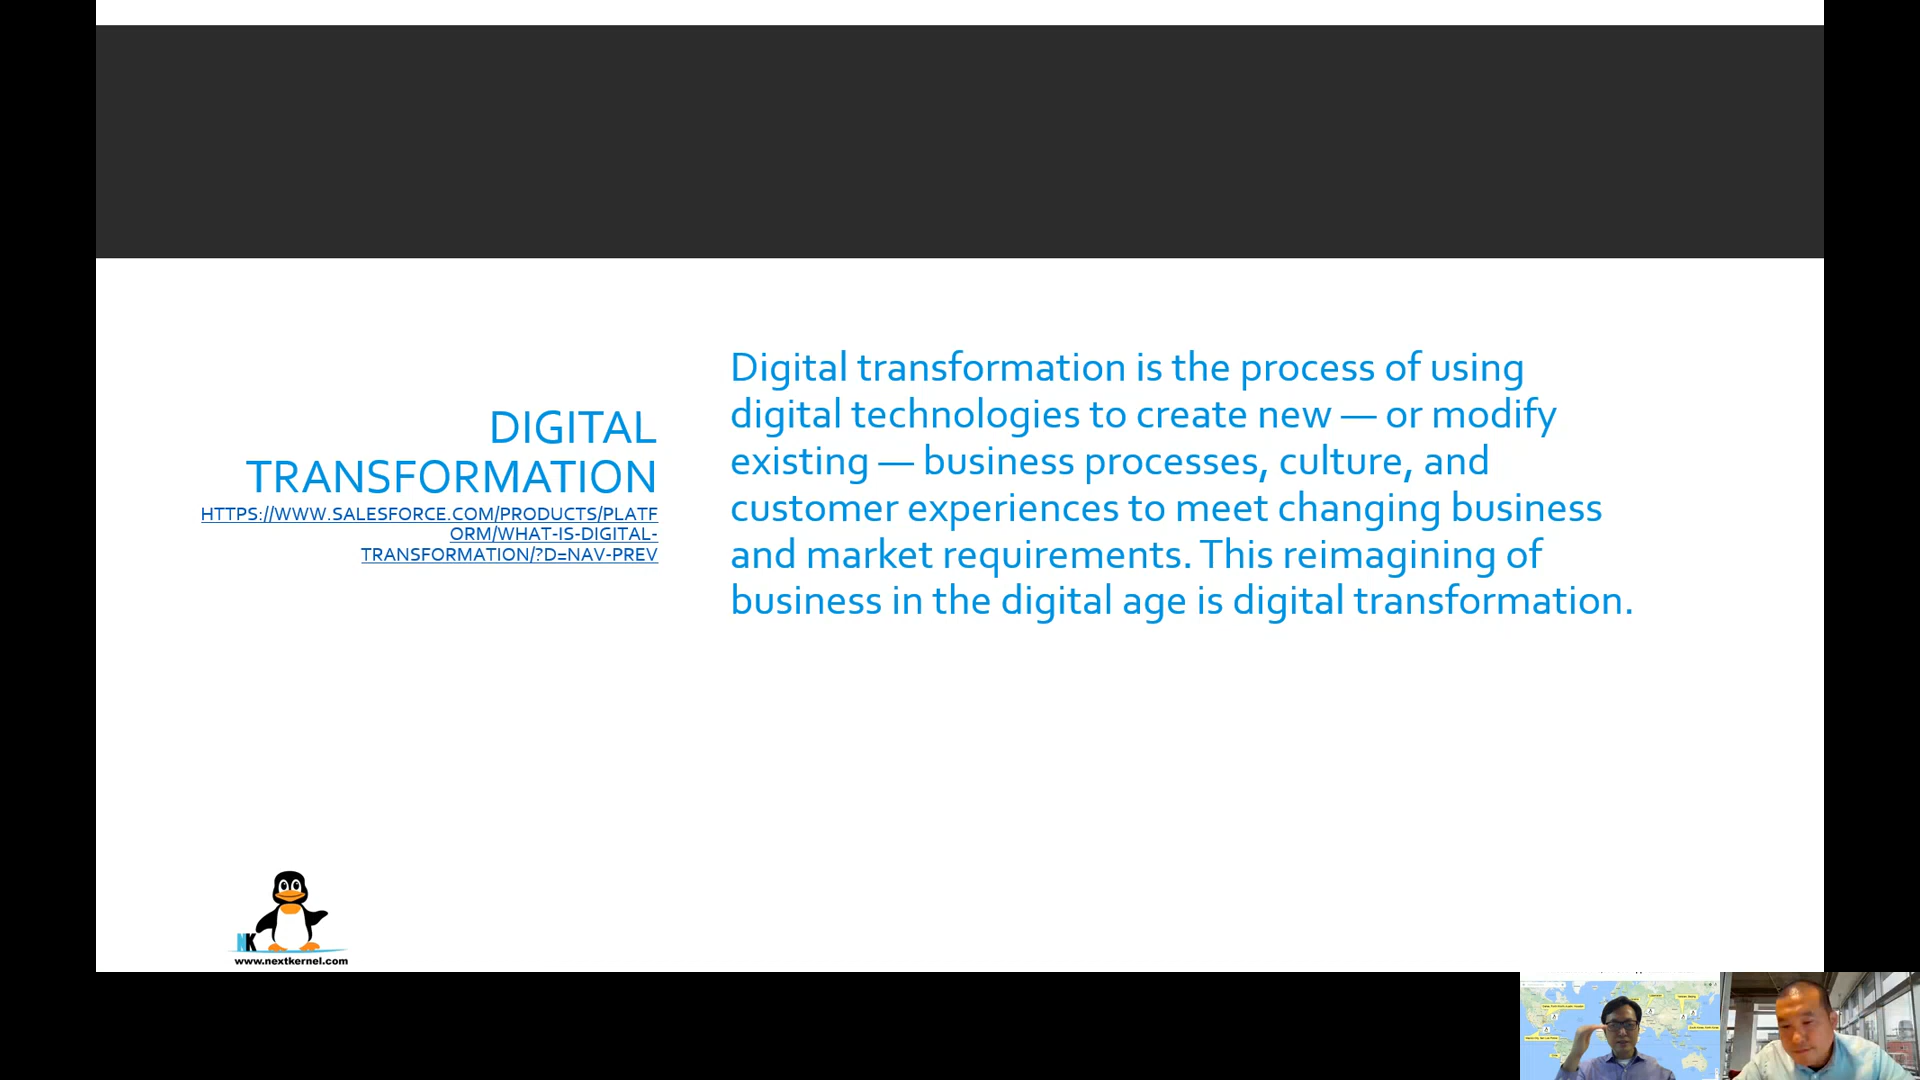 DIGITAL
TRANSFORMATION
HTTPS://WWW.SALESFORCE.COM/PRODUCTS/PLATF
ORM/WHAT-IS-DIGITAL-
TRANSFORMATION/?D=NAV-PREV
Digital transformation is the process of using
digital technologies to create new — or modify
existing — business processes, culture, and
customer experiences to meet changing business
and market requirements. This reimagining of
business in the digital age is digital transformation.
NK
www.nextkernel.com